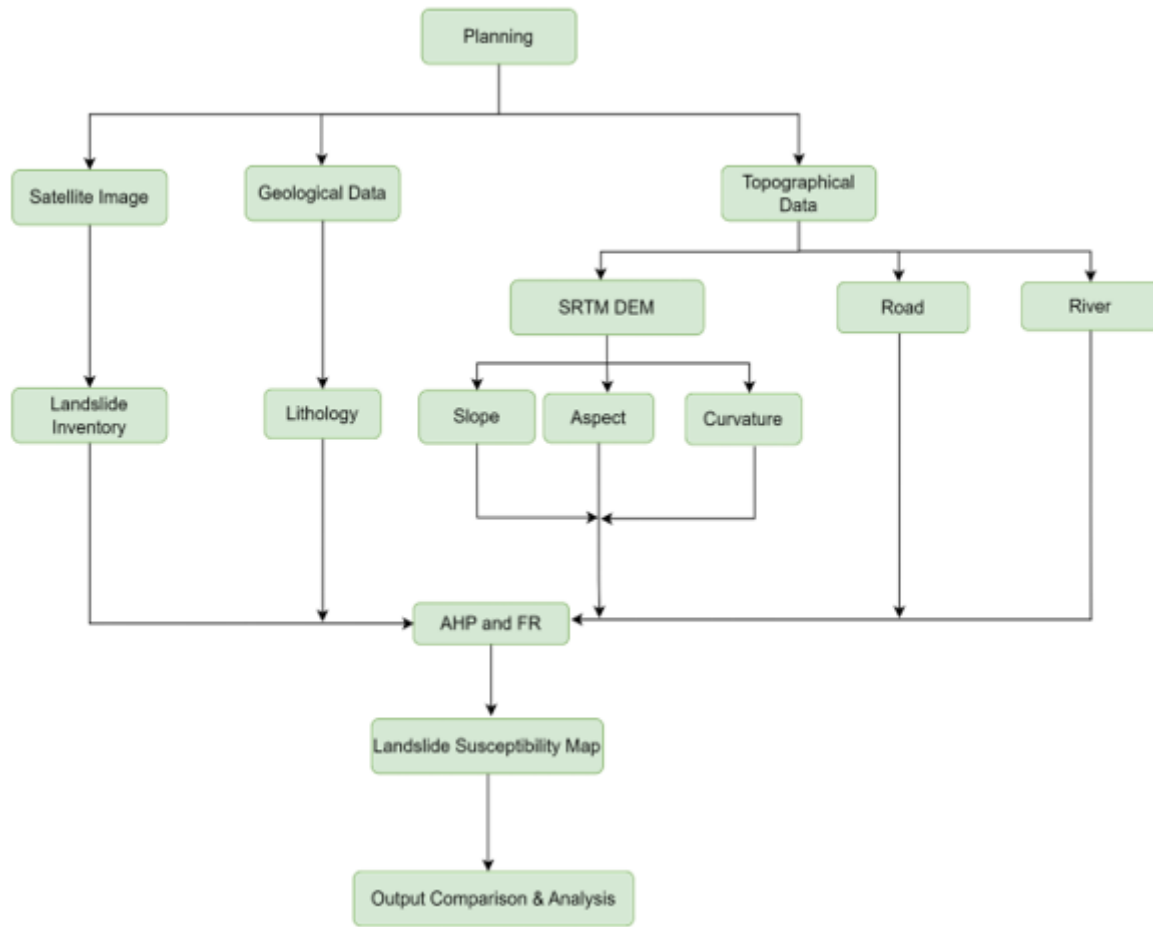 Planning
Satellite Image
Geological Data
Topographical
Data
SRTM DEM
Road
River
Landslide
Inventory
Lithology
Slope
Aspect
Curvature
AHP and FR
Landslide Susceptibility Map
Output Comparison & Analysis